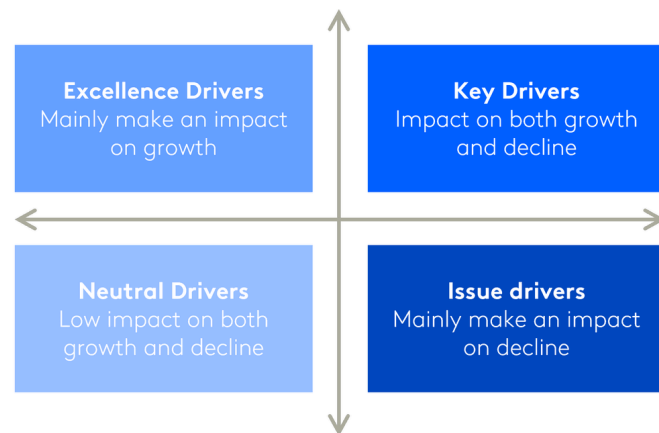 Excellence Drivers
Mainly make an impact
on growth
Key Drivers
Impact on both growth
and decline
Neutral Drivers
Low impact on both
growth and decline
Issue drivers
Mainly make an impact
on decline